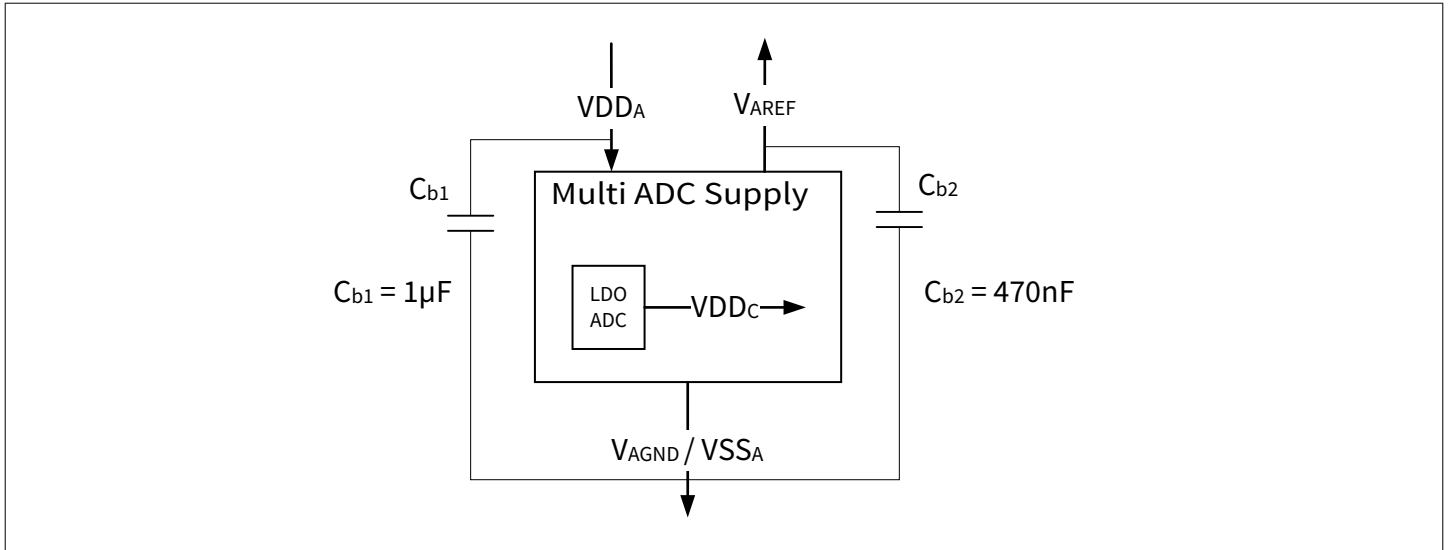 VDDA
VAREF
Multi ADC Supply
Cb1
Cb2
Cb1 = 1µF
LDO
ADC
VDDC
Cb2 = 470nF
VAGND / VSSA